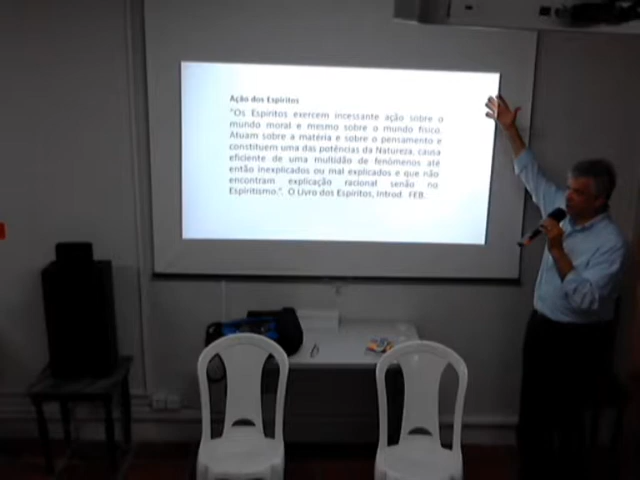 Ação dos Espíritos
"Os Espíritos exercem incessante ação sobre o
mundo moral e mesmo sobre o mundo físico.
Atuam sobre a matéria e sobre o pensamento e
constituem uma das potências da Natureza, causa
eficiente de uma multidão de fenômenos até
então inexplicados ou mal explicados e que não
encontram explicação racional senão no
Espiritismo.". O Livro dos Espíritos, Introd. FEB.